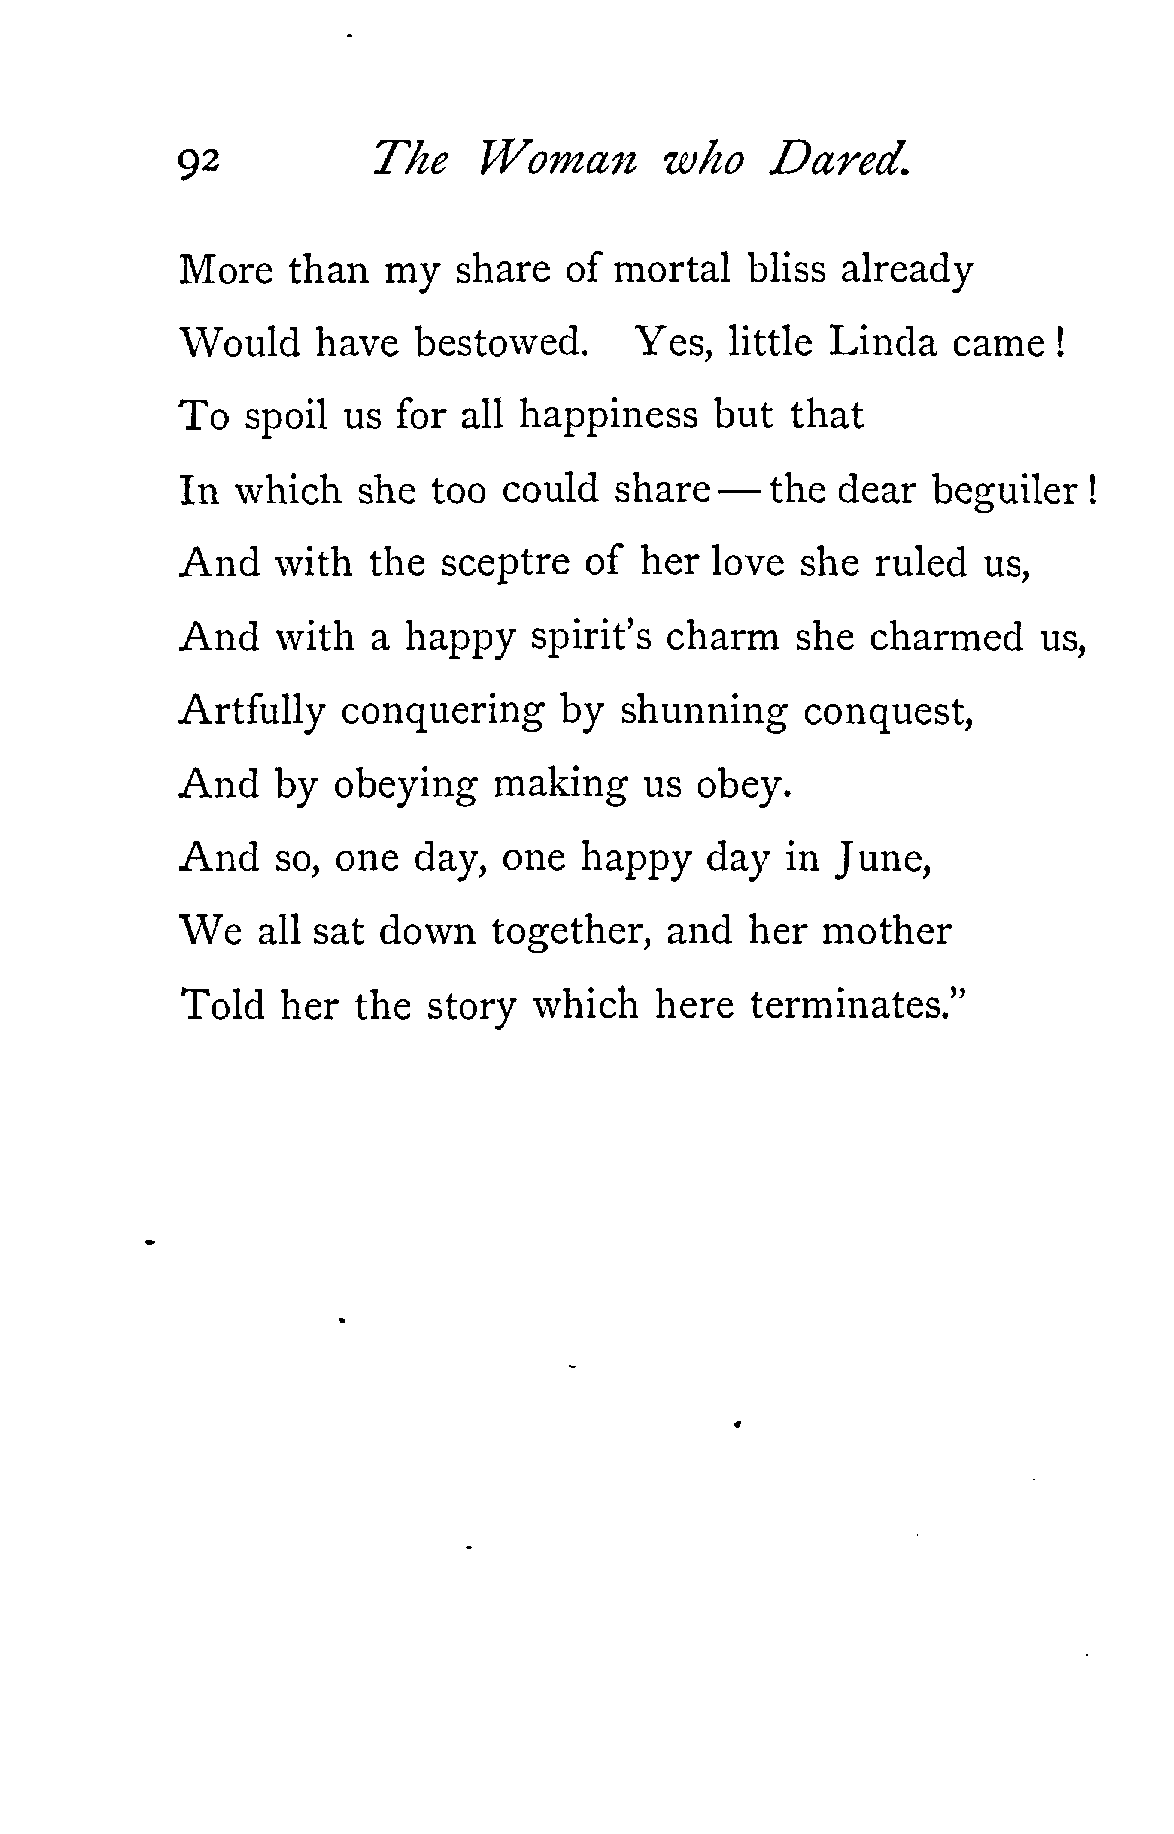 92 The Woman who Dared.
More than my share of mortal bliss already
Would have bestowed. Yes, little Linda came!
To spoil us for all happiness but that
In which she too could share—the dear beguiler!
And with the sceptre of her love she ruled us,
And with a happy spirit's charm she charmed us,
Artfully conquering by shunning conquest,
And by obeying making us obey.
And so, one day, one happy day in June,
We all sat down together, and her mother
Told her the story which here terminates."